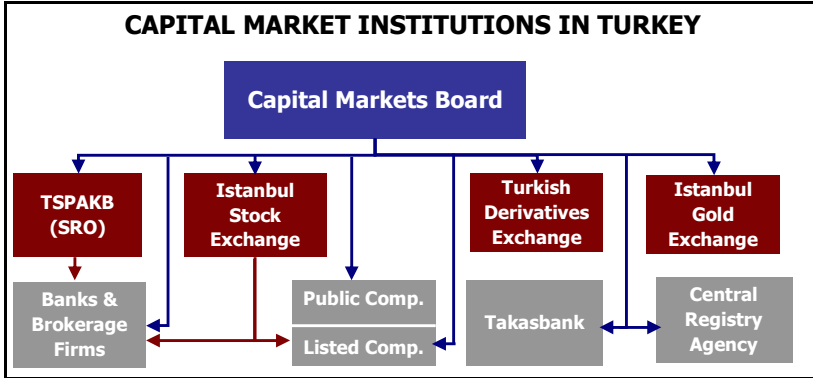 CAPITAL MARKET INSTITUTIONS IN TURKEY
Capital Markets Board
TSPAKB
(SRO)
Istanbul
Stock
Exchange
Turkish
Derivatives
Exchange
Istanbul
Gold
Exchange
Banks &
Brokerage
Firms
Public Comp.
Listed Comp.
Takasbank
Central
Registry
Agency